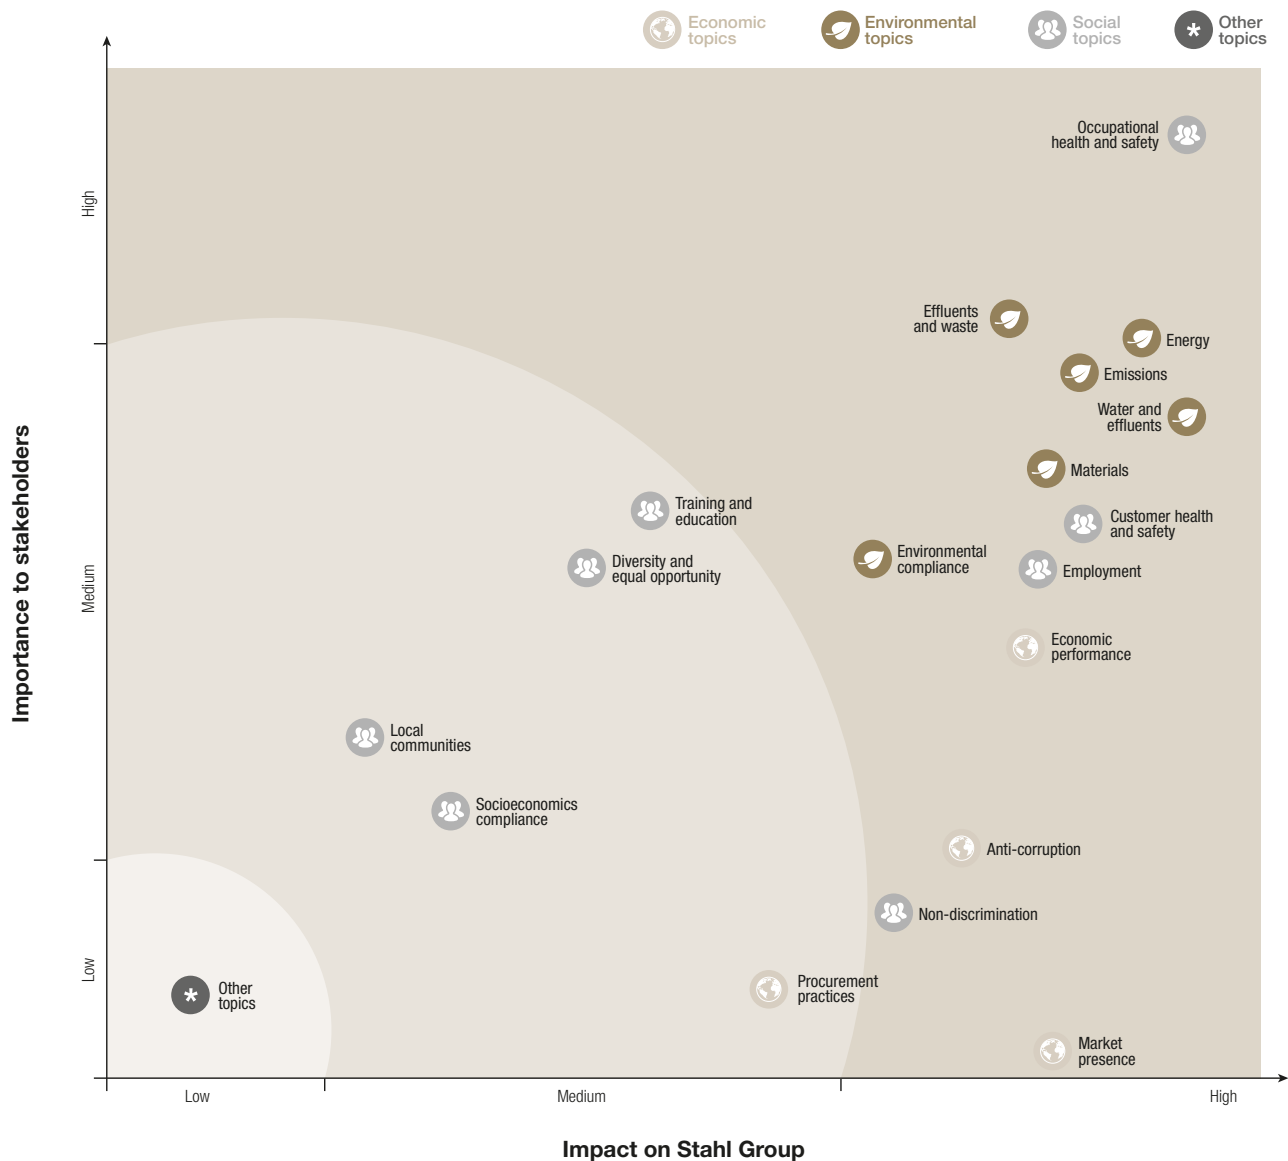 Economic
topics
Environmental
topics
Social
topics
Other
topics
Occupational
health and safety
High
Effluents
and waste
Energy
Emissions
Water and
effluents
Materials
Training and
education
Customer health
and safety
Diversity and
equal opportunity
Environmental
compliance
Employment
Medium
Importance to stakeholders
Economic
performance
Local
communities
Socioeconomics
compliance
Anti-corruption
Non-discrimination
Low
Other
topics
Procurement
practices
Market
presence
Low
Medium
High
Impact on Stahl Group